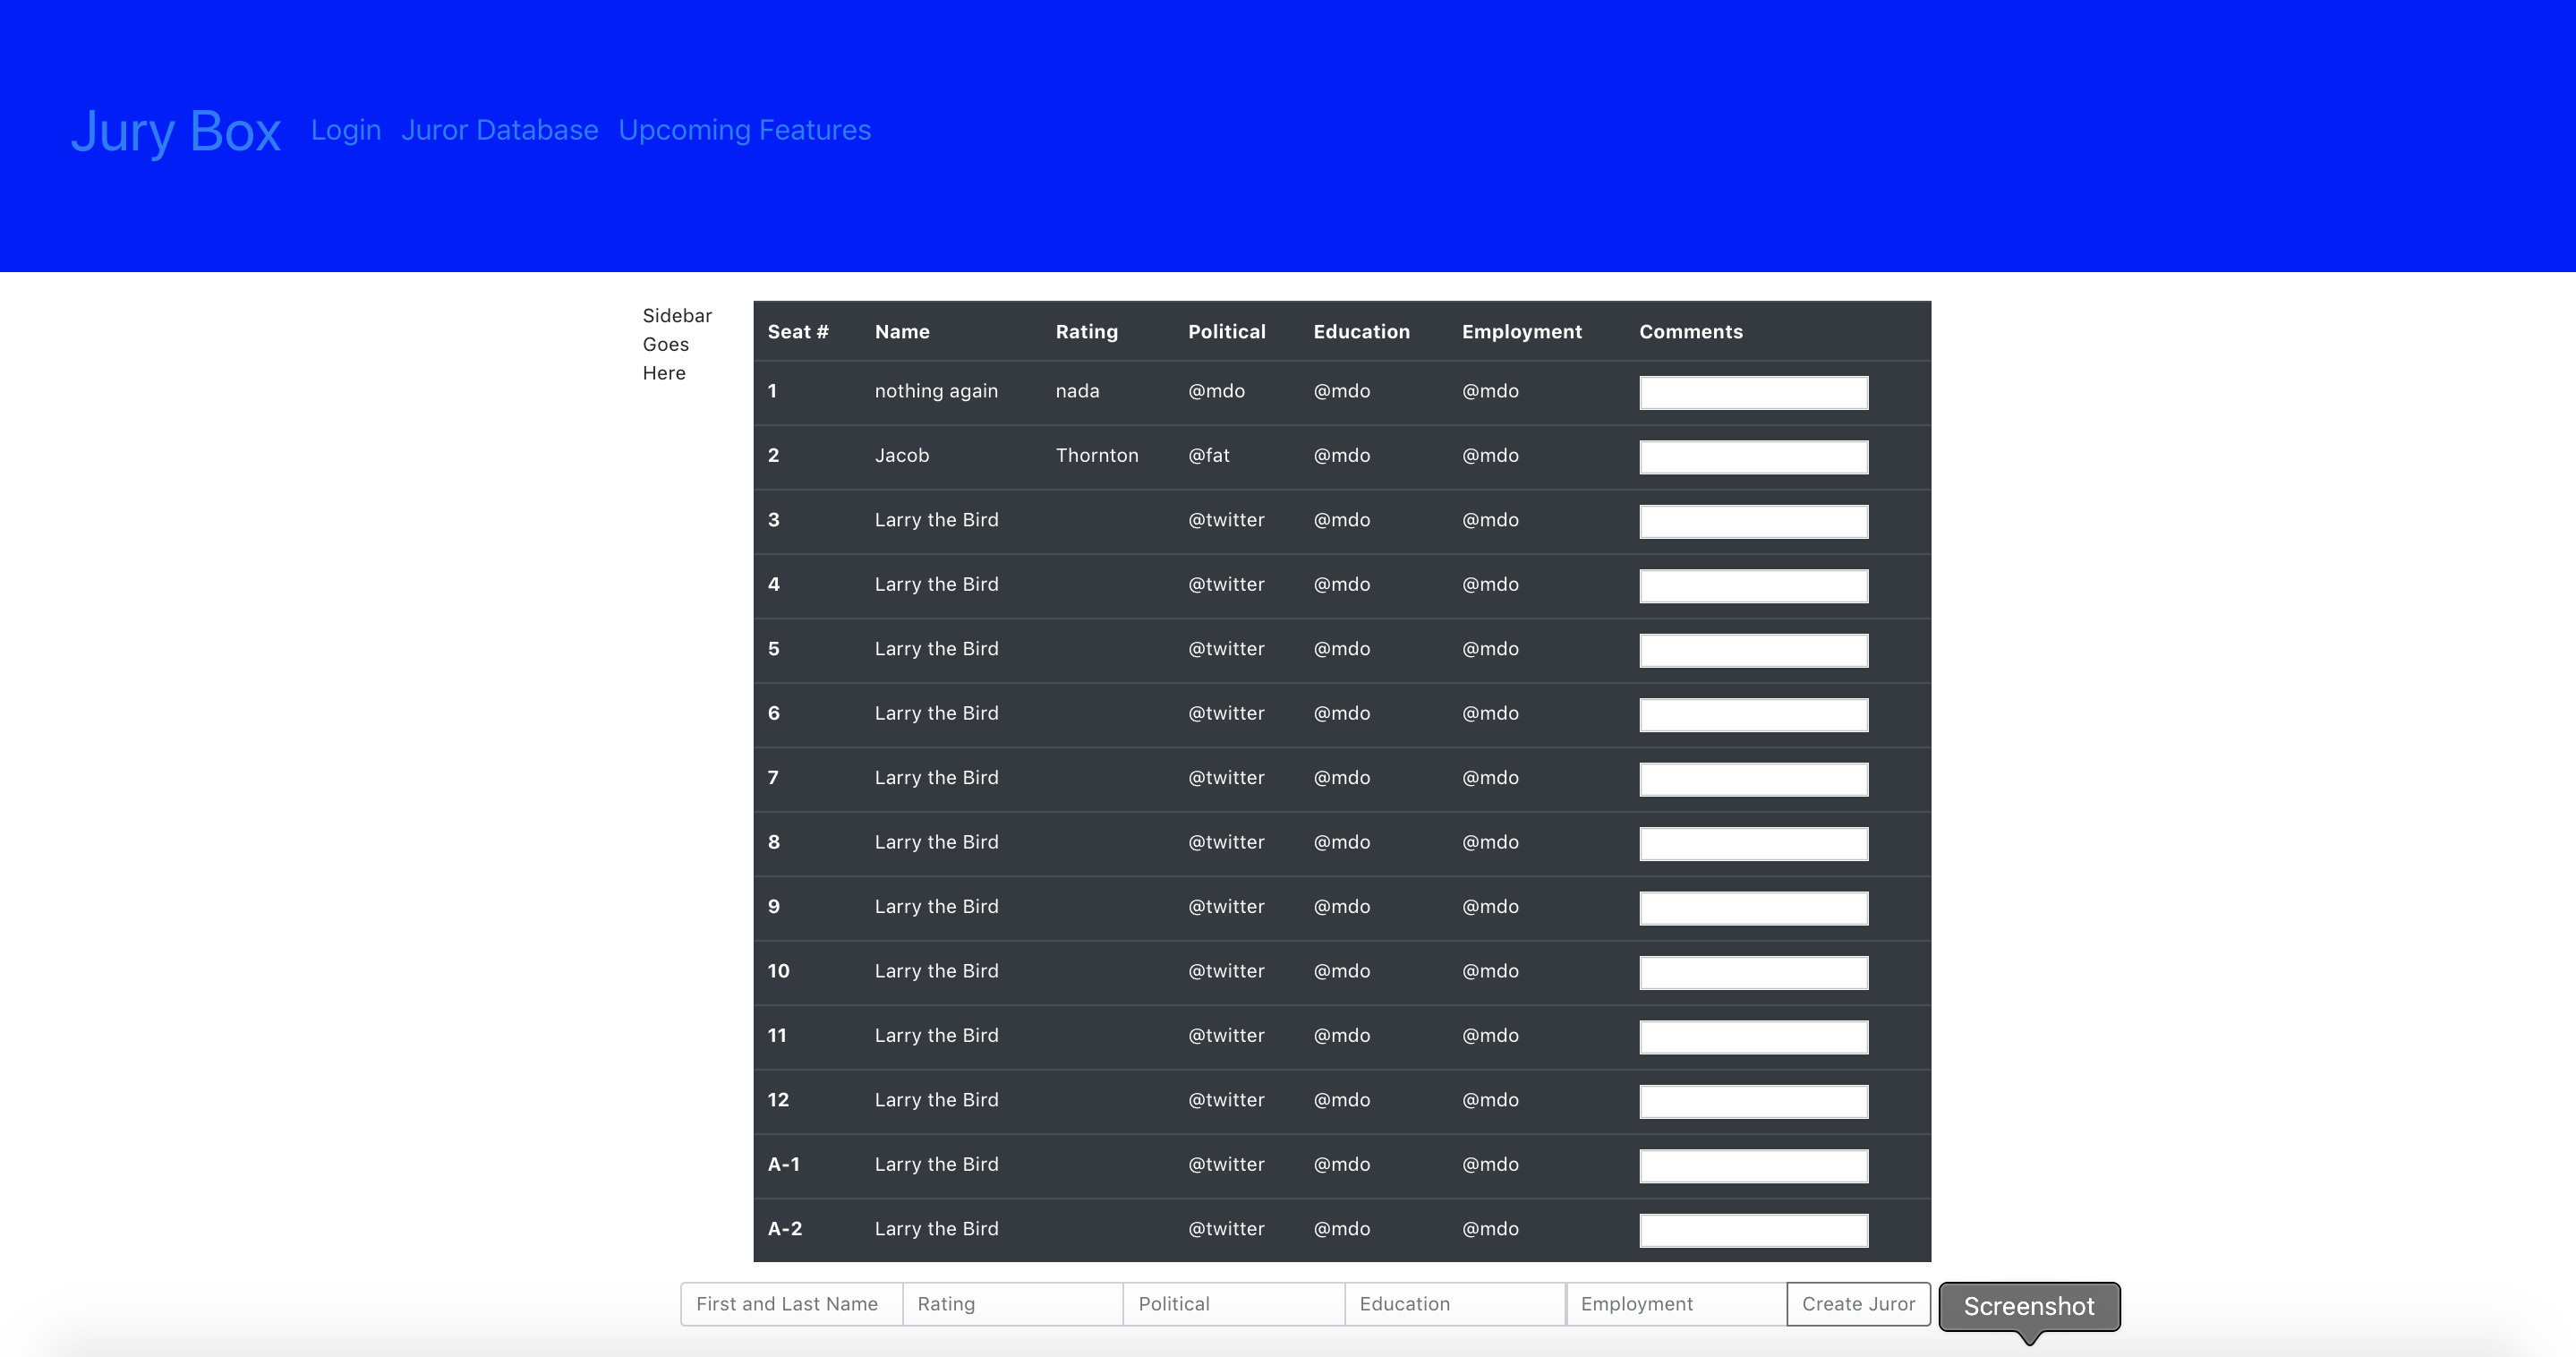 Jury Box Login Juror Database Upcoming Features
Sidebar
Goes
Here
Seat # Name Rating Political Education Employment Comments
1 nothing again nada @mdo @mdo @mdo
2 Jacob Thornton @fat @mdo @mdo
3 Larry the Bird @twitter @mdo @mdo
4 Larry the Bird @twitter @mdo @mdo
5 Larry the Bird @twitter @mdo @mdo
6 Larry the Bird @twitter @mdo @mdo
7 Larry the Bird @twitter @mdo @mdo
8 Larry the Bird @twitter @mdo @mdo
9 Larry the Bird @twitter @mdo @mdo
10 Larry the Bird @twitter @mdo @mdo
11 Larry the Bird @twitter @mdo @mdo
12 Larry the Bird @twitter @mdo @mdo
A-1 Larry the Bird @twitter @mdo @mdo
A-2 Larry the Bird @twitter @mdo @mdo
First and Last Name Rating Political Education Employment Create Juror Screenshot